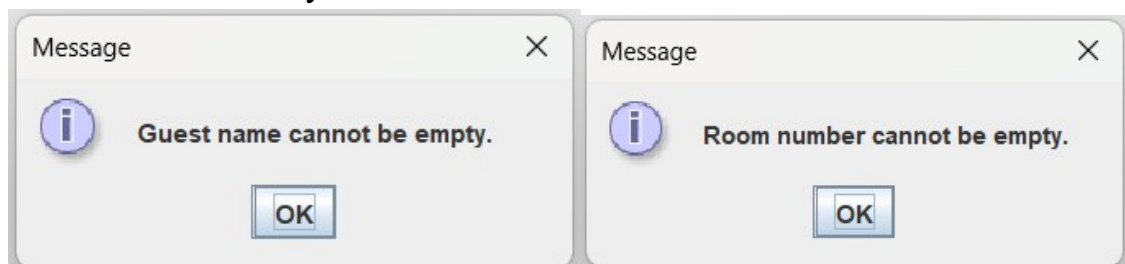 Message
Guest name cannot be empty.
OK
Message
Room number cannot be empty.
OK